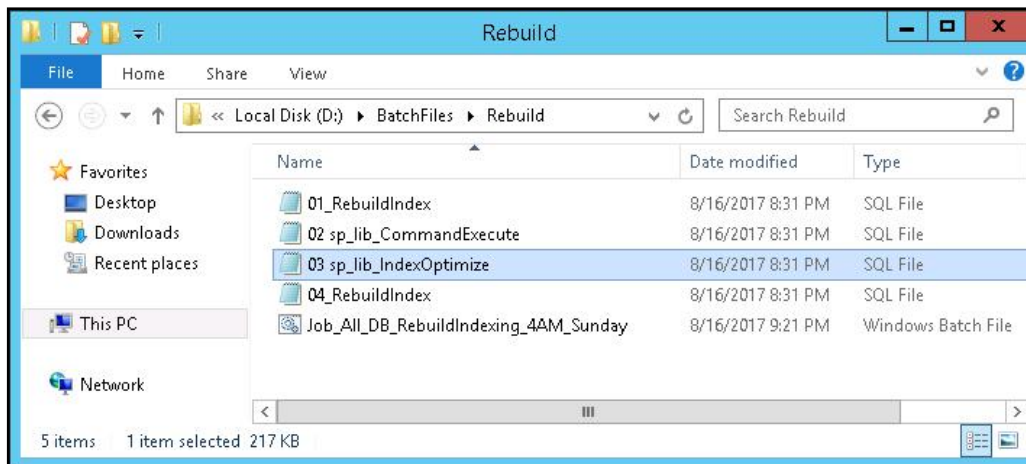 Rebuild
File Home Share View
« Local Disk (D:) BatchFiles Rebuild Search Rebuild
Favorites
Desktop
Downloads
Recent places
This PC
Network
Name Date modified Type
01_RebuildIndex 8/16/2017 8:31 PM SQL File
02 sp_lib_CommandExecute 8/16/2017 8:31 PM SQL File
03 sp_lib_IndexOptimize 8/16/2017 8:31 PM SQL File
04_RebuildIndex 8/16/2017 8:31 PM SQL File
Job_All_DB_RebuildIndexing_4AM_Sunday 8/16/2017 9:21 PM Windows Batch File
5 items 1 item selected 217 KB